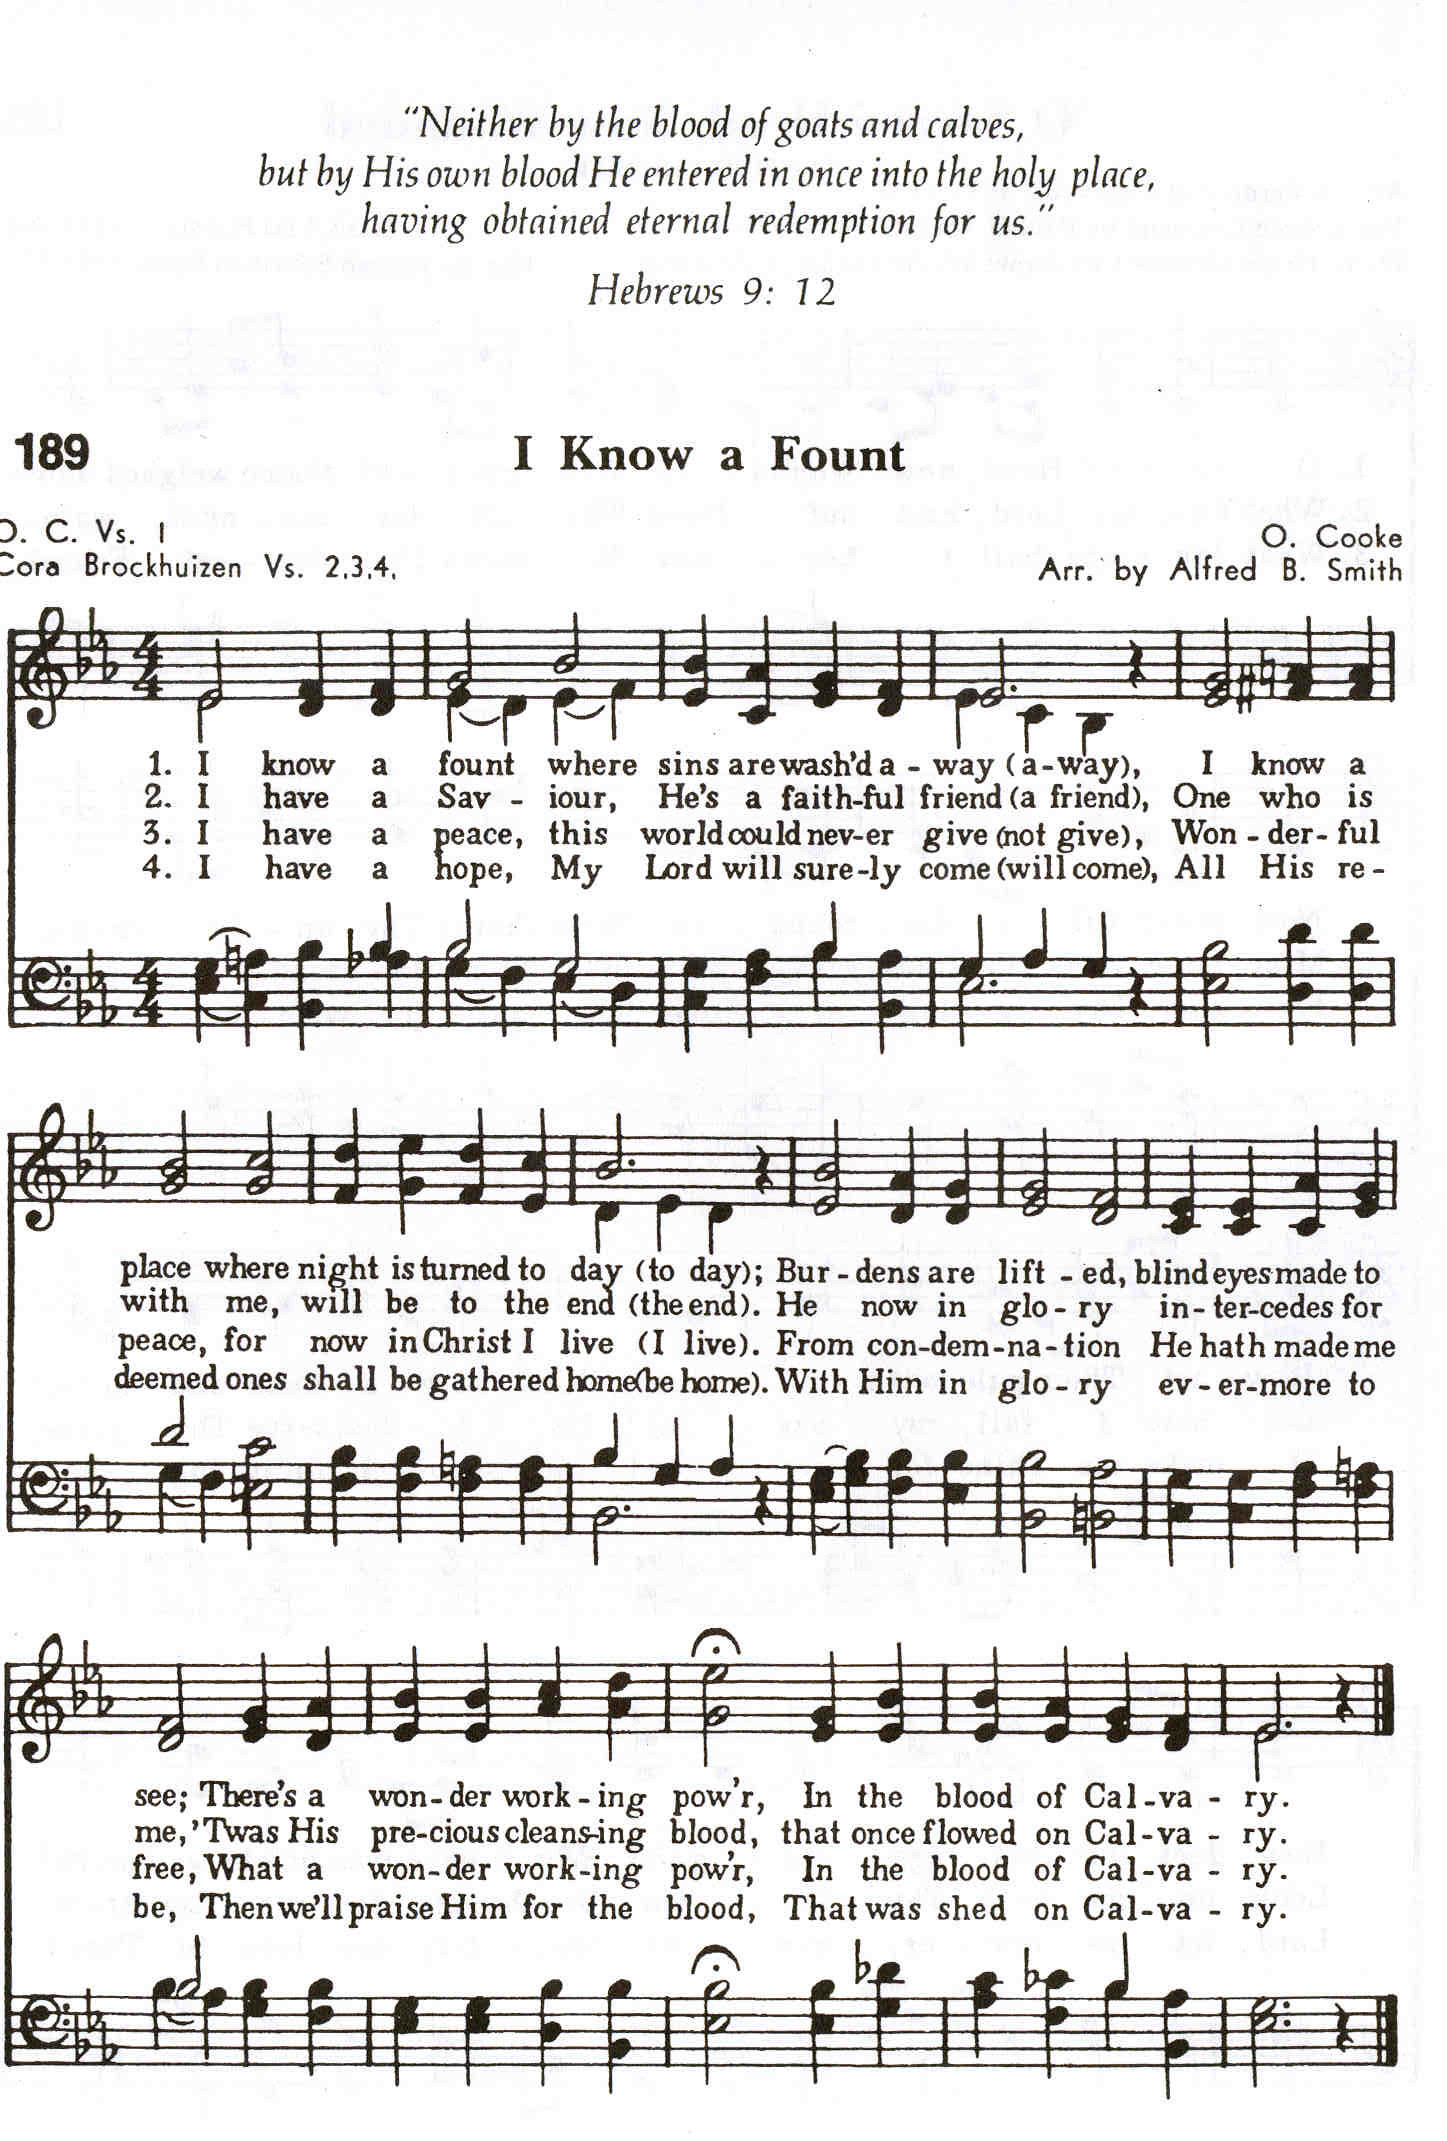 "Neither by the blood of goats and calves,
but by His own blood He entered in once into the holy place,
having obtained eternal redemption for us."
Hebrews 9: 12
189 I Know a Fount
O. C. Vs. 1 O. Cooke
Cora Brockhuizen Vs. 2,3,4, Arr. by Alfred B. Smith
1. I know a fount where sins are wash'd a - way (a-way), I know a
2. I have a Sav - iour, He's a faith-ful friend (a friend), One who is
3. I have a peace, this world could nev-er give (not give), Won - der- ful
4. I have a hope, My Lord will sure-ly come (will come), All His re -
place where night is turned to day (to day); Bur - dens are lift - ed, blind eyes made to
with me, will be to the end (the end). He now in glo - ry in - ter-cedes for
peace, for now in Christ I live (I live). From con-dem-na-tion He hath made me
deemed ones shall be gathered home (be home). With Him in glo - ry ev - er-more to
see; There's a won- der work - ing pow'r, In the blood of Cal -va - ry.
me, 'Twas His pre-cious cleans-ing blood, that once flowed on Cal-va - ry.
free, What a won-der work-ing pow'r, In the blood of Cal-va - ry.
be, Then we'll praise Him for the blood, That was shed on Cal-va - ry.